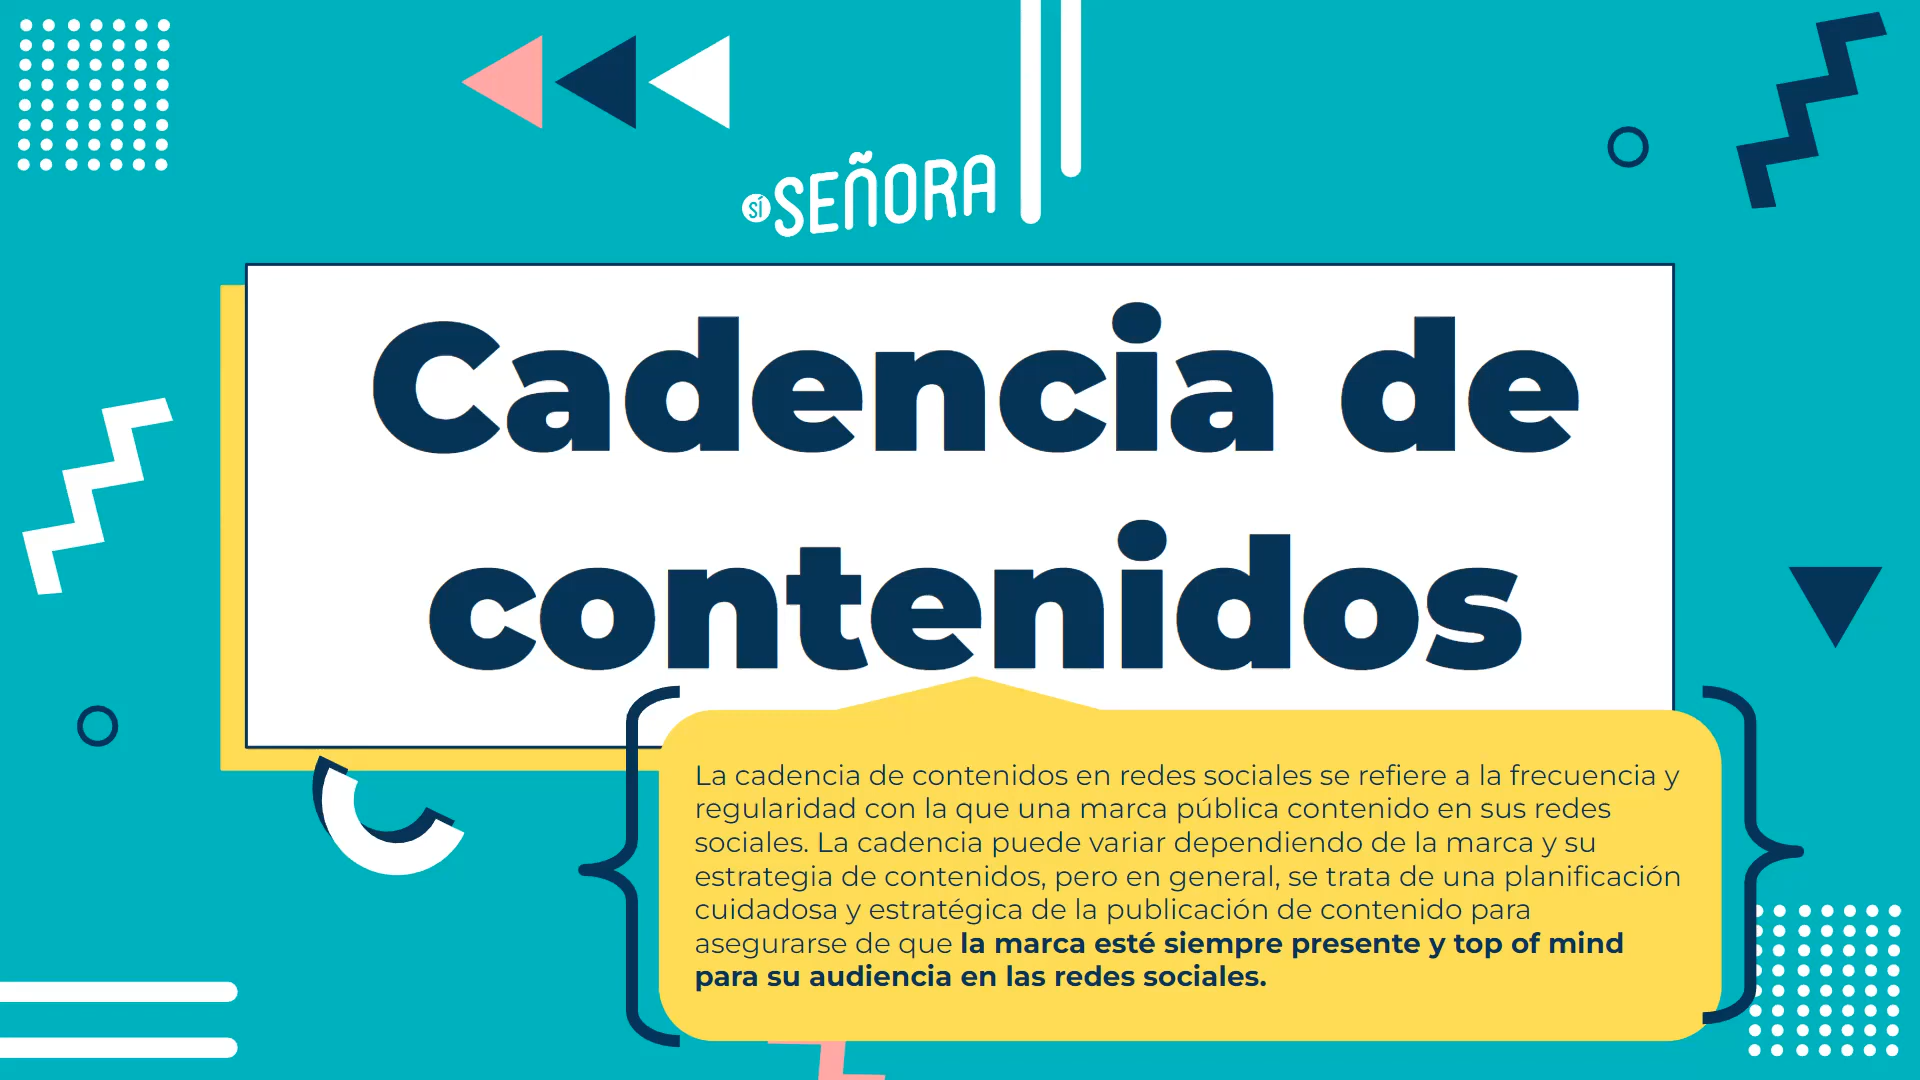 SÍ SEÑORA
Cadencia de
contenidos
La cadencia de contenidos en redes sociales se refiere a la frecuencia y
regularidad con la que una marca pública contenido en sus redes
sociales. La cadencia puede variar dependiendo de la marca y su
estrategia de contenidos, pero en general, se trata de una planificación
cuidadosa y estratégica de la publicación de contenido para
asegurarse de que la marca esté siempre presente y top of mind
para su audiencia en las redes sociales.